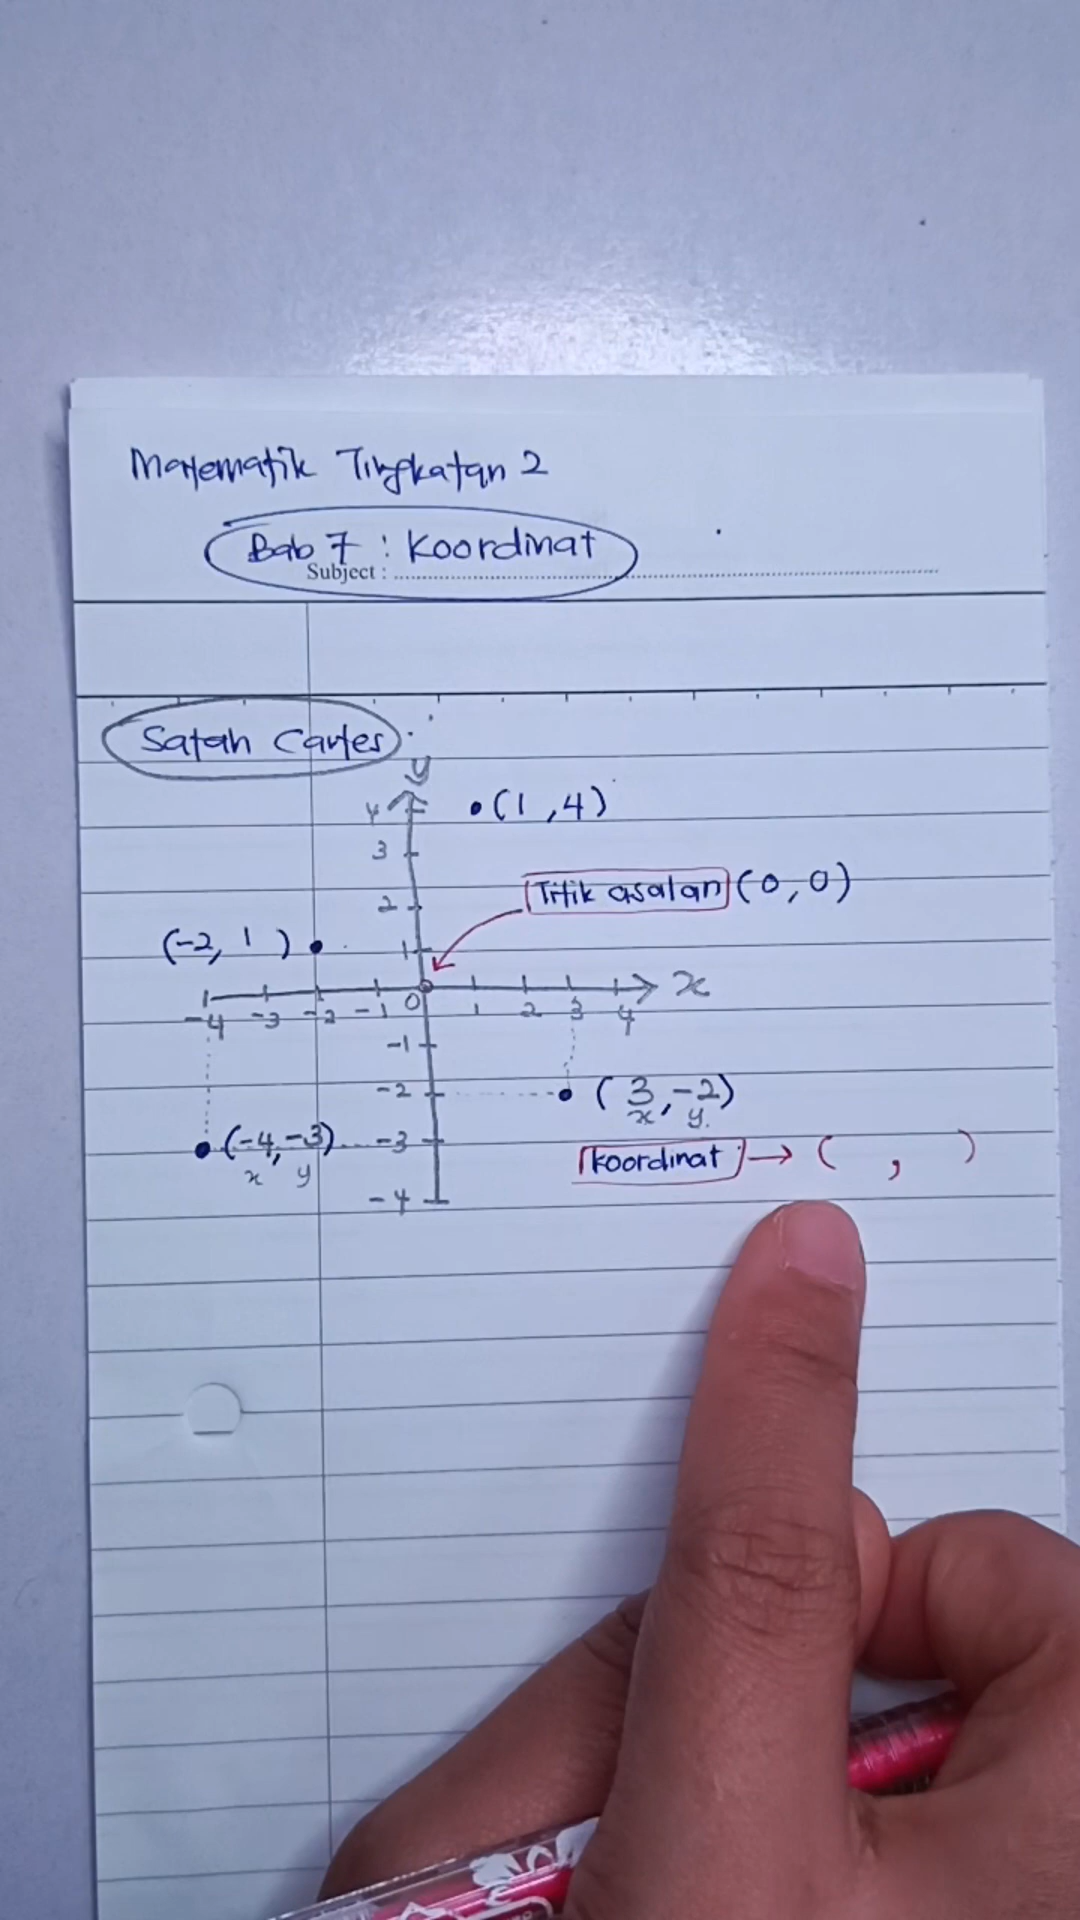 Matematik Tingkatan 2
Bab 7 : Koordinat
Subject :
Satah Cartes
y
4
(1, 4)
3
Titik asalan (0, 0)
2
(-2, 1)
1
x
-4 -3 -2 -1 0 1 2 3 4
-1
-2
(3, -2)
x y
(-4, -3)
x y
-3
Koordinat → ( , )
-4